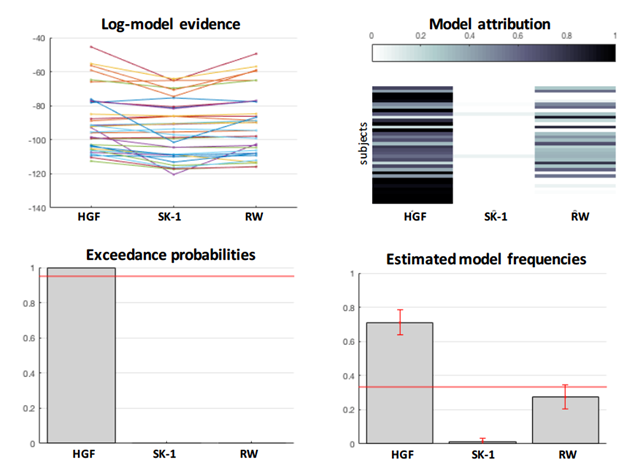 Log-model evidence
-40
-60
-80
-100
-120
-140
HGF
SK-1
RW
Model attribution
0
0.2
0.4
0.6
0.8
1
subjects
HGF
SK-1
RW
Exceedance probabilities
1
0.8
0.6
0.4
0.2
0
HGF
SK-1
RW
Estimated model frequencies
1
0.8
0.6
0.4
0.2
0
HGF
SK-1
RW